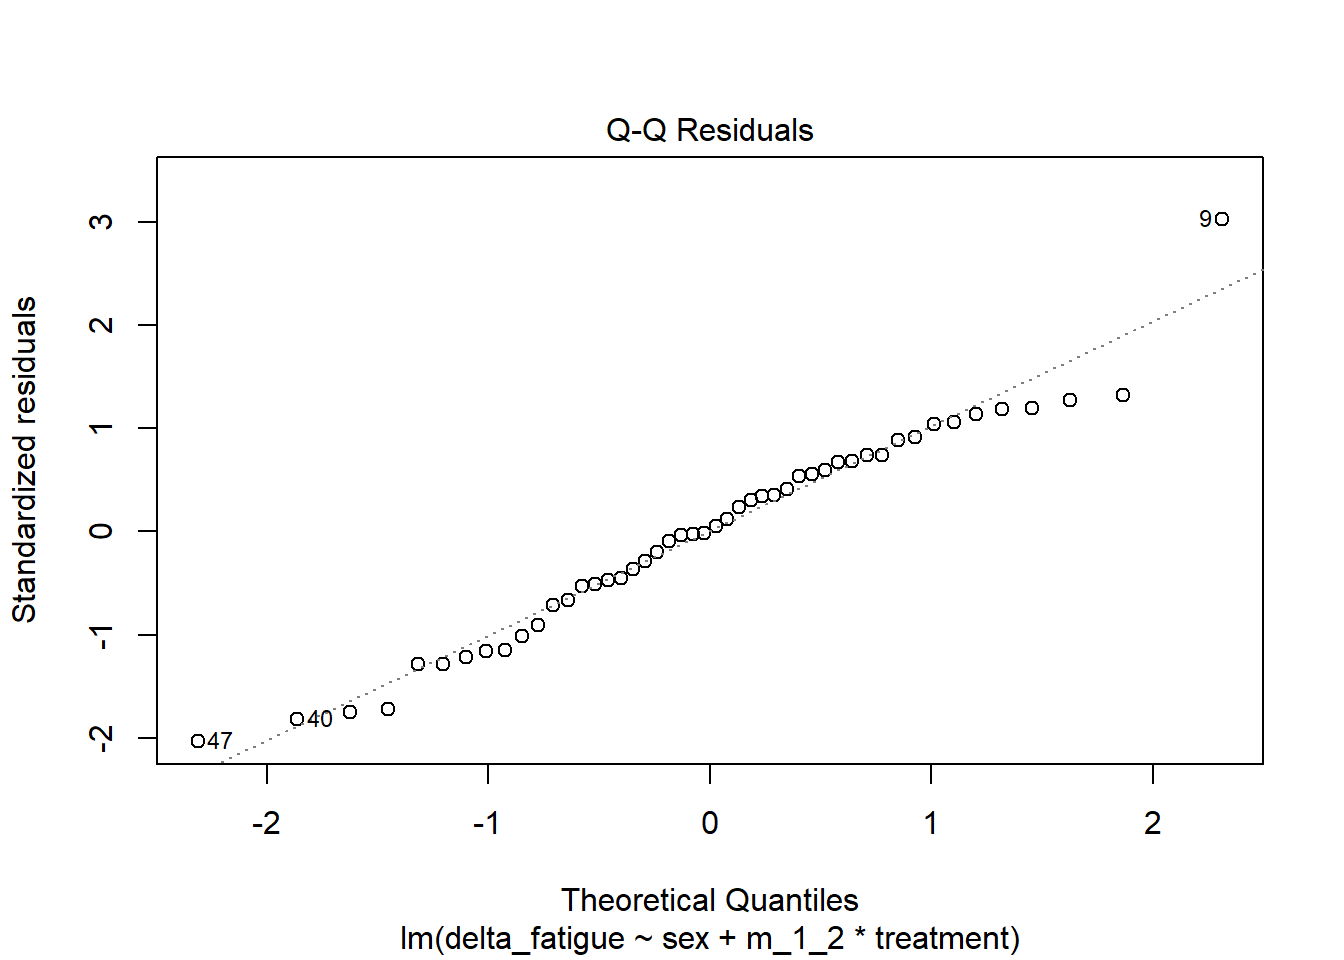 Q-Q Residuals
Standardized residuals
3
2
1
0
-1
-2
9
40
47
-2 -1 0 1 2
Theoretical Quantiles
lm(delta_fatigue ~ sex + m_1_2 * treatment)